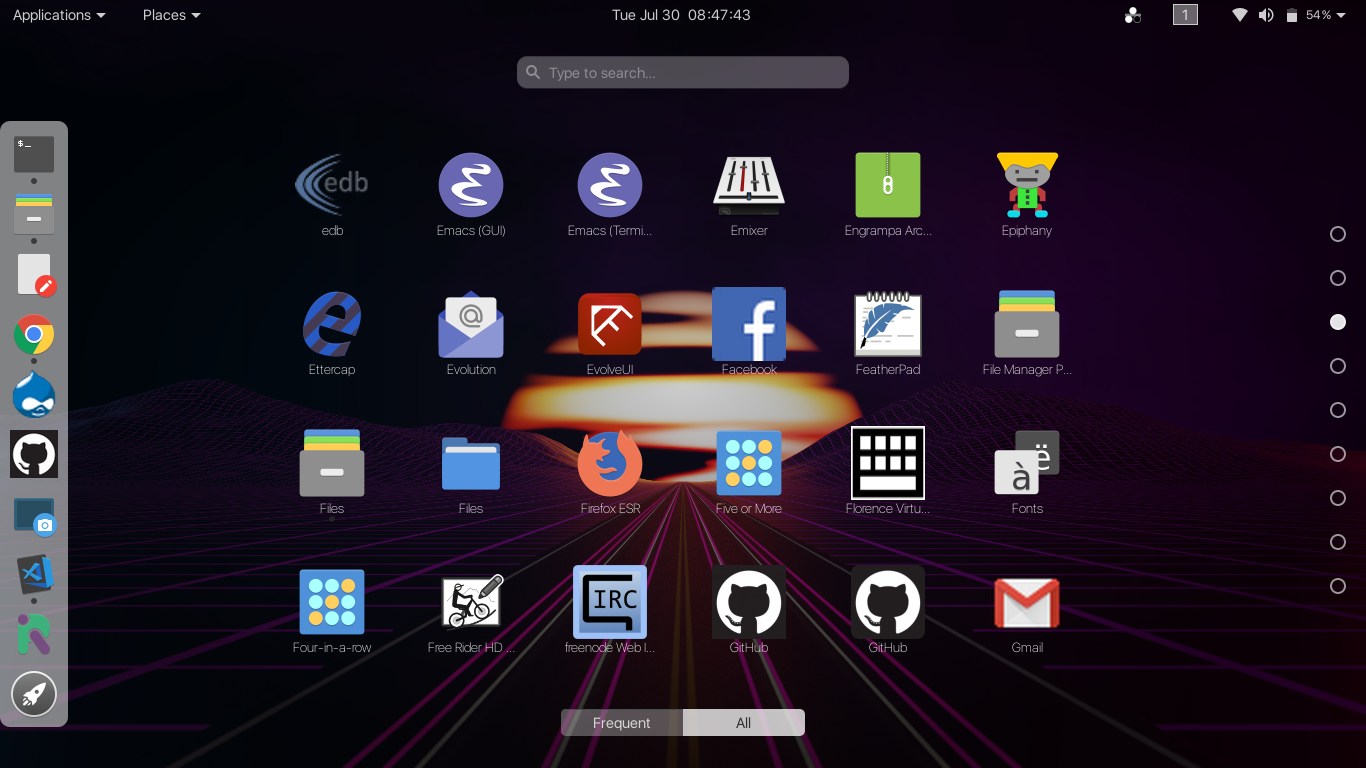 Applications
Places
Tue Jul 30 08:47:43
1
54%
Type to search...
$_
edb
edb
Emacs (GUI)
Emacs (Termi...
Emixer
Engrampa Arc...
Epiphany
@
f
Ettercap
Evolution
EvolveUI
Facebook
FeatherPad
File Manager P...
ë
à
Files
Files
Firefox ESR
Five or More
Florence Virtu...
Fonts
IRC
Four-in-a-row
Free Rider HD ...
freenode Web I...
GitHub
GitHub
Gmail
Frequent
All